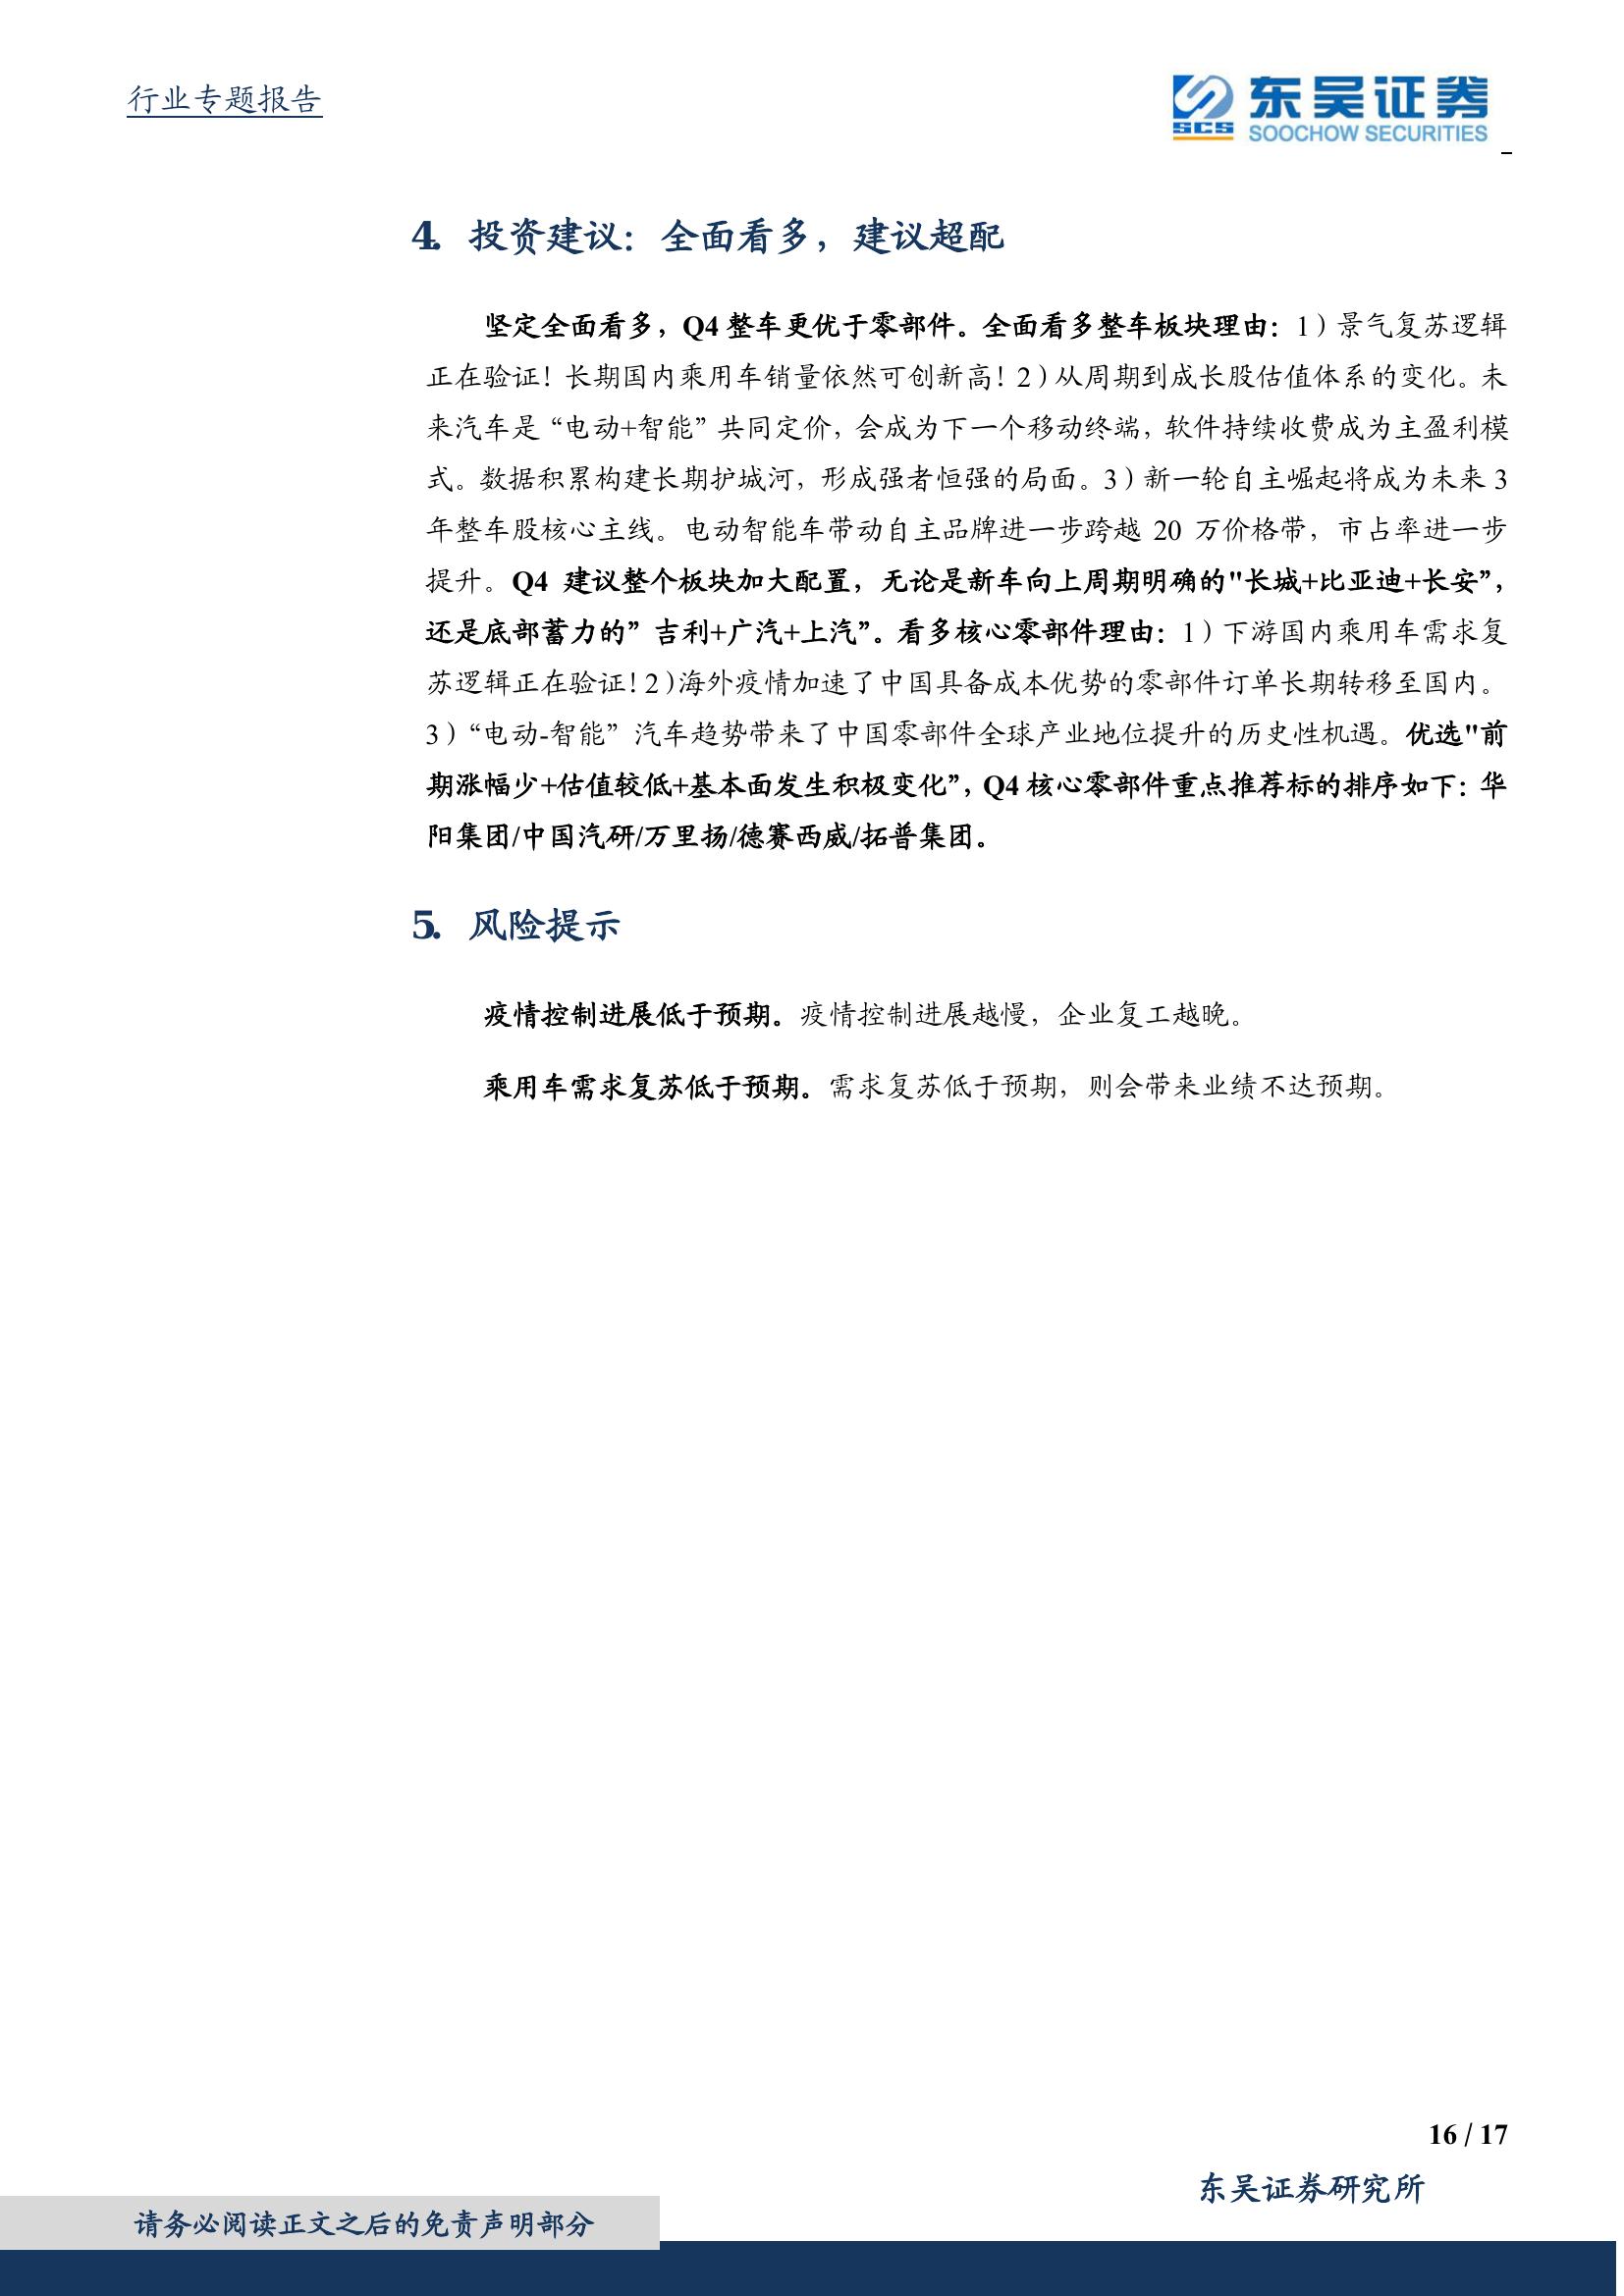 行业专题报告
SCS
东吴证券
SOOCHOW SECURITIES
4. 投资建议：全面看多，建议超配
坚定全面看多，Q4 整车更优于零部件。全面看多整车板块理由：1）景气复苏逻辑
正在验证！长期国内乘用车销量依然可创新高！2）从周期到成长股估值体系的变化。未
来汽车是“电动+智能”共同定价，会成为下一个移动终端，软件持续收费成为主盈利模
式。数据积累构建长期护城河，形成强者恒强的局面。3）新一轮自主崛起将成为未来 3
年整车股核心主线。电动智能车带动自主品牌进一步跨越 20 万价格带，市占率进一步
提升。Q4 建议整个板块加大配置，无论是新车向上周期明确的"长城+比亚迪+长安”，
还是底部蓄力的”吉利+广汽+上汽”。看多核心零部件理由：1）下游国内乘用车需求复
苏逻辑正在验证！2）海外疫情加速了中国具备成本优势的零部件订单长期转移至国内。
3）“电动-智能”汽车趋势带来了中国零部件全球产业地位提升的历史性机遇。优选"前
期涨幅少+估值较低+基本面发生积极变化”，Q4 核心零部件重点推荐标的排序如下：华
阳集团/中国汽研/万里扬/德赛西威/拓普集团。
5. 风险提示
疫情控制进展低于预期。疫情控制进展越慢，企业复工越晚。
乘用车需求复苏低于预期。需求复苏低于预期，则会带来业绩不达预期。
16 / 17
东吴证券研究所
请务必阅读正文之后的免责声明部分